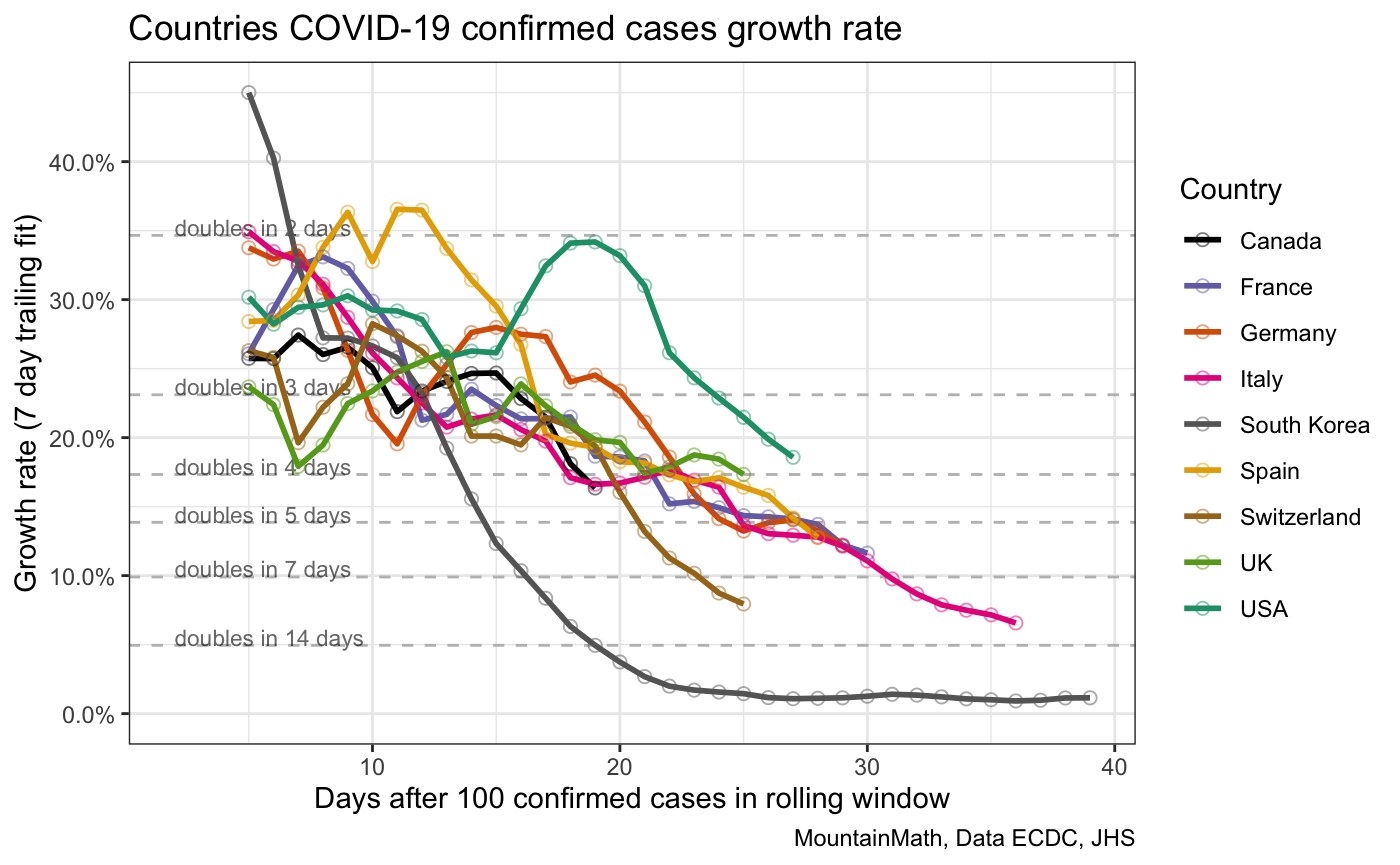 Countries COVID-19 confirmed cases growth rate
Growth rate (7 day trailing fit)
40.0%
30.0%
20.0%
10.0%
0.0%
doubles in 2 days
doubles in 3 days
doubles in 4 days
doubles in 5 days
doubles in 7 days
doubles in 14 days
10 20 30 40
Days after 100 confirmed cases in rolling window
Country
Canada
France
Germany
Italy
South Korea
Spain
Switzerland
UK
USA
MountainMath, Data ECDC, JHS